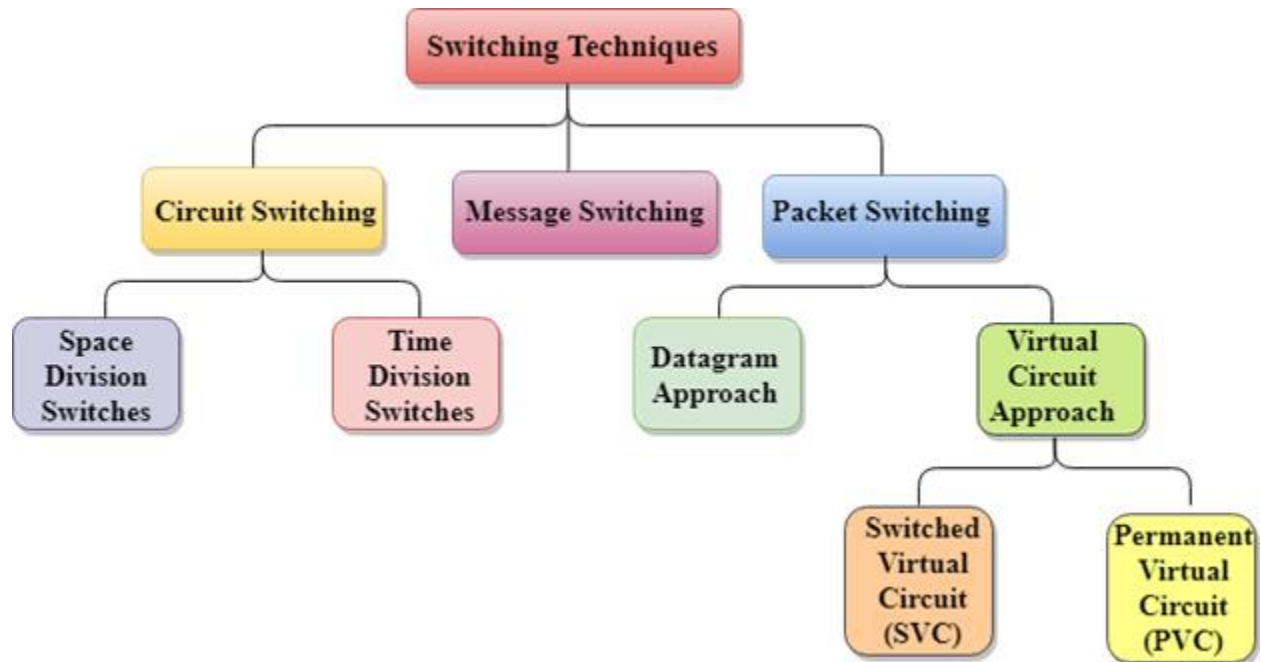 Switching Techniques
Circuit Switching
Message Switching
Packet Switching
Space
Division
Switches
Time
Division
Switches
Datagram
Approach
Virtual
Circuit
Approach
Switched
Virtual
Circuit
(SVC)
Permanent
Virtual
Circuit
(PVC)